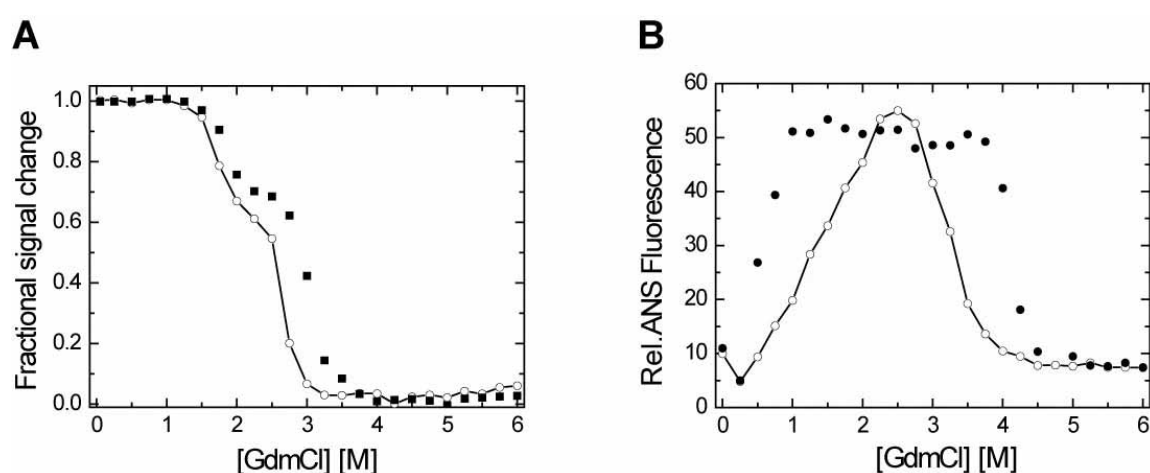 A
Fractional signal change
1.0
0.8
0.6
0.4
0.2
0.0
0 1 2 3 4 5 6
[GdmCl] [M]
B
Rel.ANS Fluorescence
60
50
40
30
20
10
0
0 1 2 3 4 5 6
[GdmCl] [M]